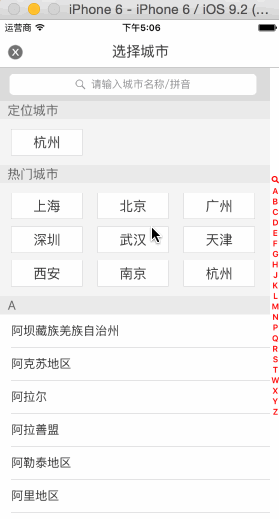 iPhone 6 - iPhone 6 / iOS 9.2 (...
运营商 下午5:06
选择城市
请输入城市名称/拼音
定位城市
杭州
热门城市
上海 北京 广州
深圳 武汉 天津
西安 南京 杭州
A
阿坝藏族羌族自治州
阿克苏地区
阿拉尔
阿拉善盟
阿勒泰地区
阿里地区
A
B
C
D
E
F
G
H
J
K
L
M
N
P
Q
R
S
T
W
X
Y
Z